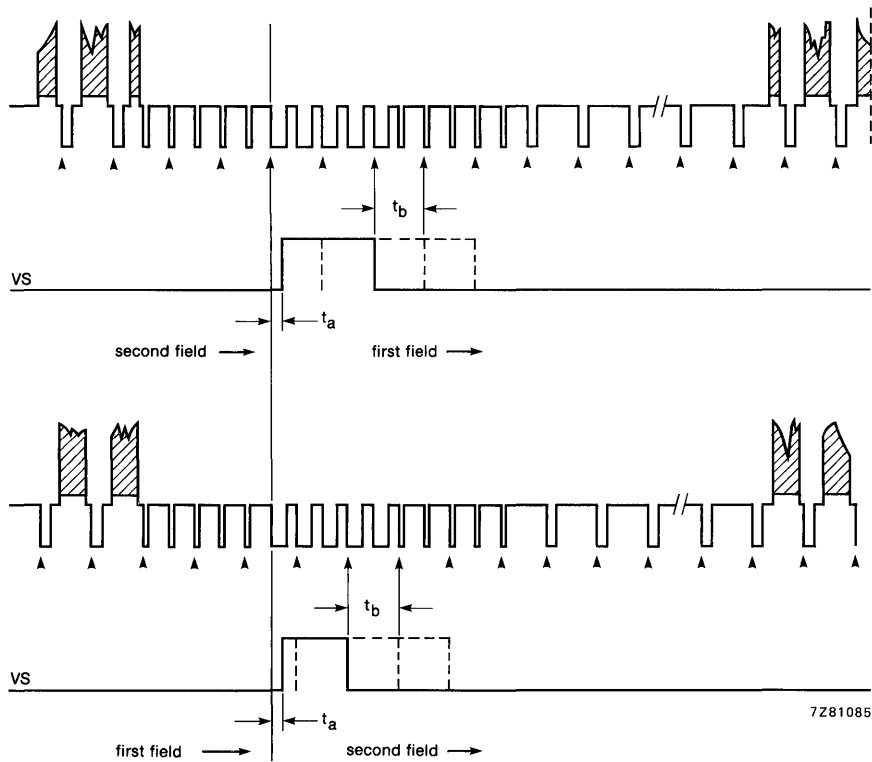 t_b
VS
t_a
second field
first field
t_b
VS
t_a
7Z81085
first field
second field